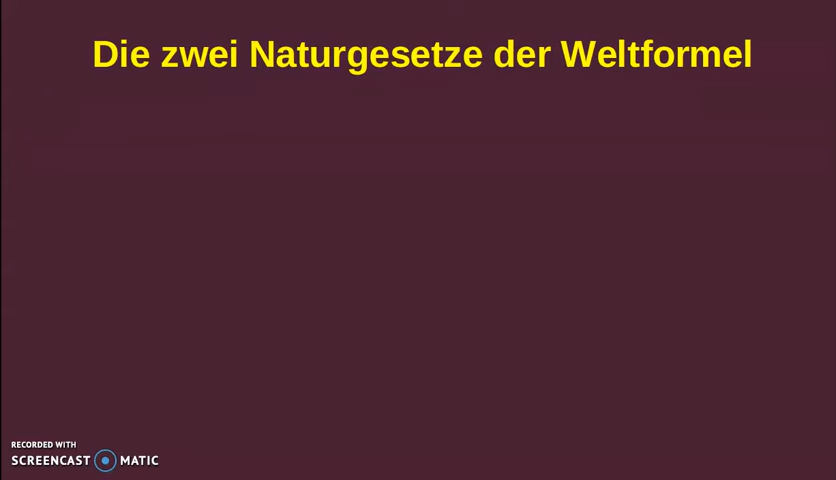 Die zwei Naturgesetze der Weltformel
RECORDED WITH
SCREENCAST MATIC